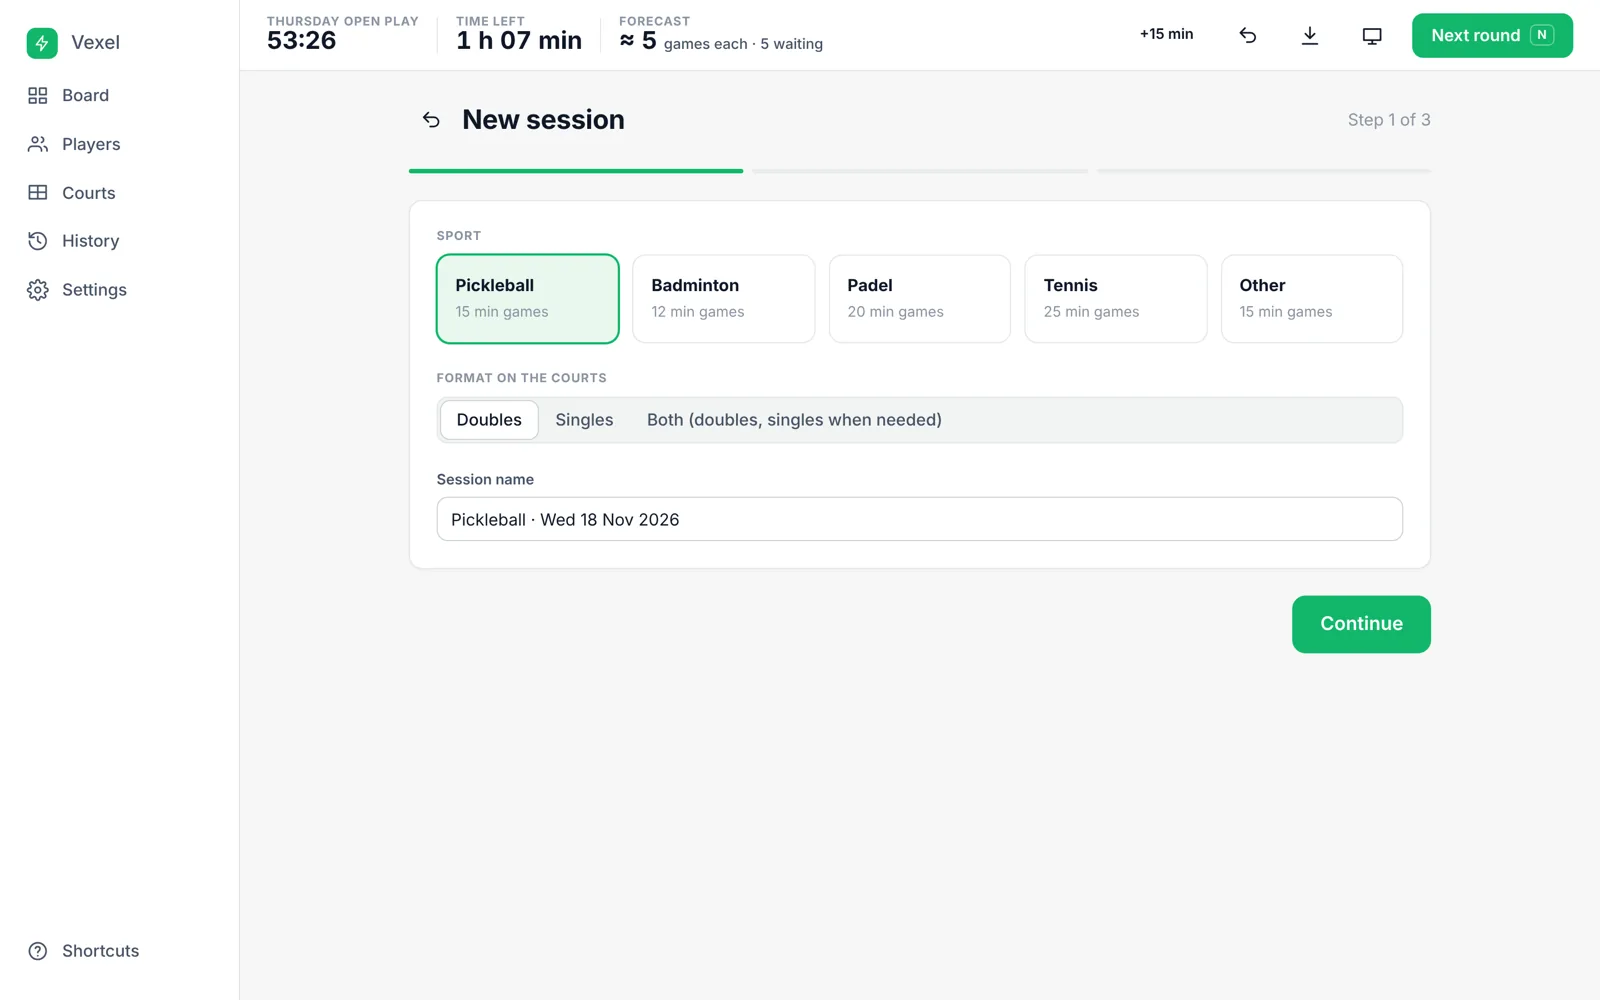 Vexel
Board
Players
Courts
History
Settings
Shortcuts
THURSDAY OPEN PLAY
53:26
TIME LEFT
1 h 07 min
FORECAST
≈ 5 games each · 5 waiting
+15 min
Next round N
New session
Step 1 of 3
SPORT
Pickleball
15 min games
Badminton
12 min games
Padel
20 min games
Tennis
25 min games
Other
15 min games
FORMAT ON THE COURTS
Doubles
Singles
Both (doubles, singles when needed)
Session name
Pickleball · Wed 18 Nov 2026
Continue